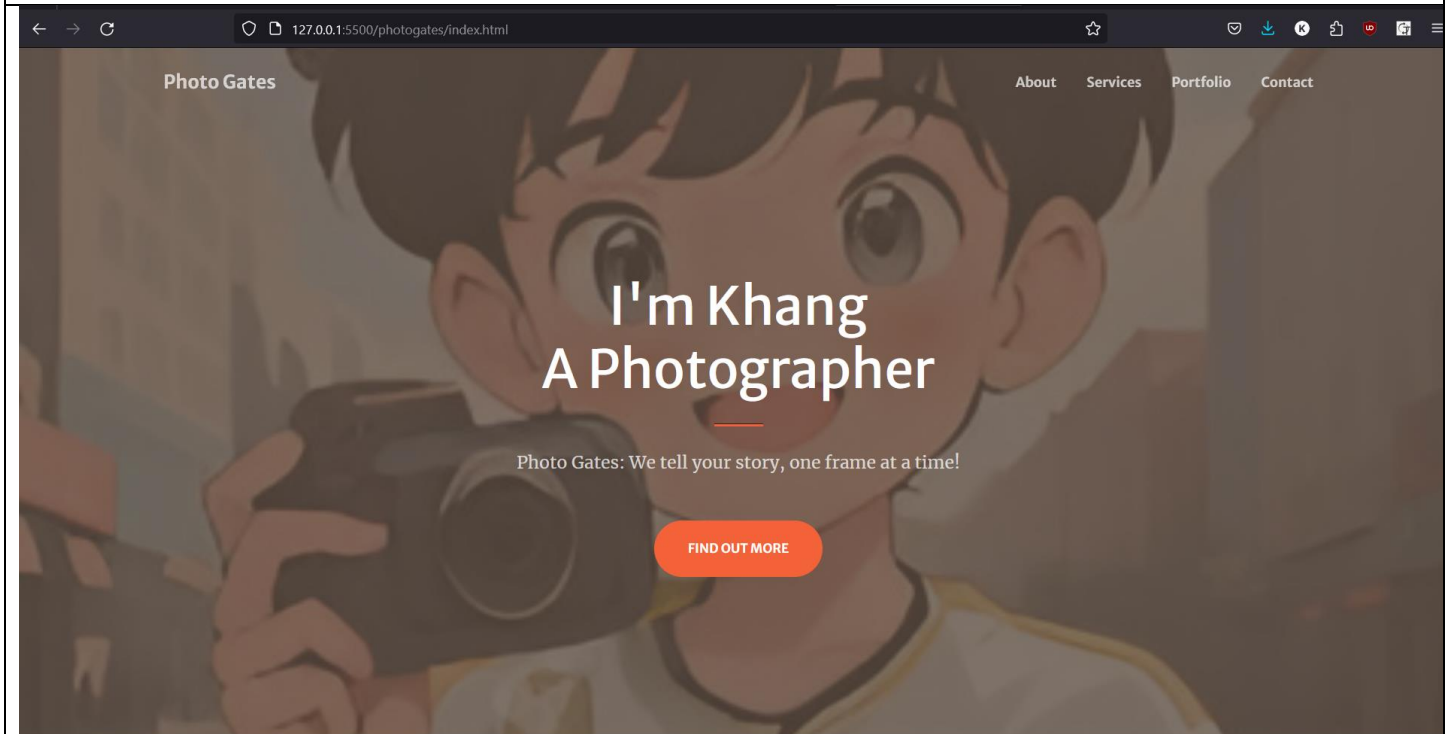 127.0.0.1:5500/photogates/index.html
K
Photo Gates
About Services Portfolio Contact
I'm Khang
A Photographer
Photo Gates: We tell your story, one frame at a time!
FIND OUT MORE